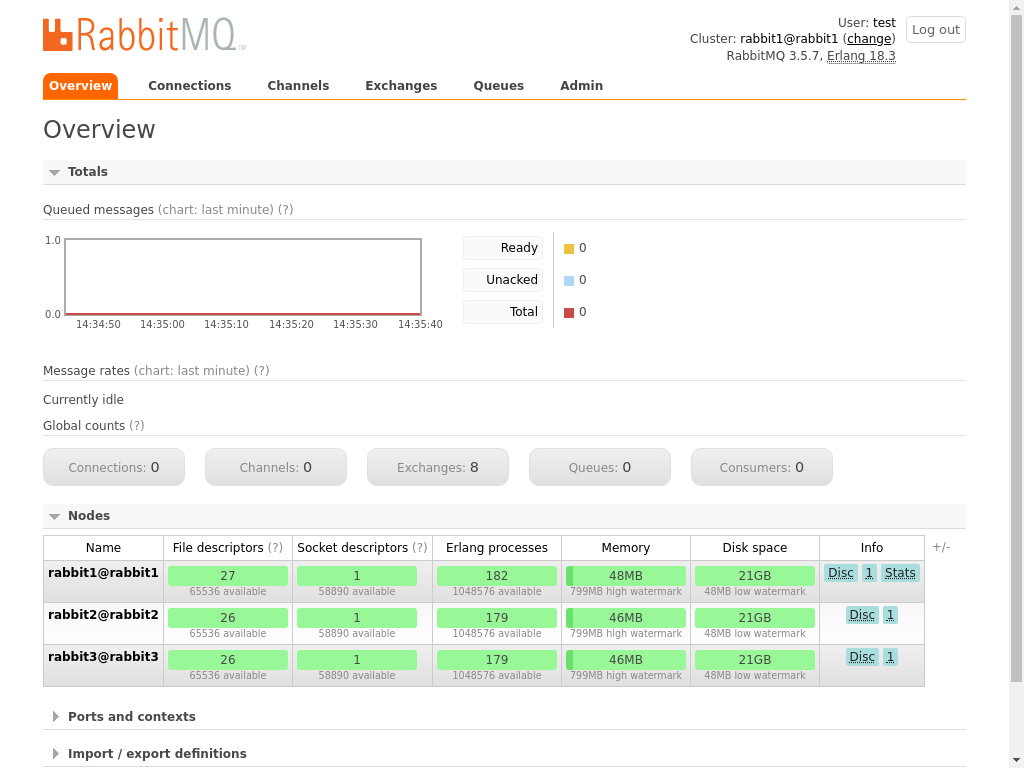 RabbitMQ TM
User: test
Cluster: rabbit1@rabbit1 (change)
RabbitMQ 3.5.7, Erlang 18.3
Log out
Overview Connections Channels Exchanges Queues Admin
Overview
Totals
Queued messages (chart: last minute) (?)
1.0
0.0
14:34:50 14:35:00 14:35:10 14:35:20 14:35:30 14:35:40
Ready 0
Unacked 0
Total 0
Message rates (chart: last minute) (?)
Currently idle
Global counts (?)
Connections: 0 Channels: 0 Exchanges: 8 Queues: 0 Consumers: 0
Nodes
Name File descriptors (?) Socket descriptors (?) Erlang processes Memory Disk space Info +/-
rabbit1@rabbit1 27 1 182 48MB 21GB Disc 1 Stats
65536 available 58890 available 1048576 available 799MB high watermark 48MB low watermark
rabbit2@rabbit2 26 1 179 46MB 21GB Disc 1
65536 available 58890 available 1048576 available 799MB high watermark 48MB low watermark
rabbit3@rabbit3 26 1 179 46MB 21GB Disc 1
65536 available 58890 available 1048576 available 799MB high watermark 48MB low watermark
Ports and contexts
Import / export definitions